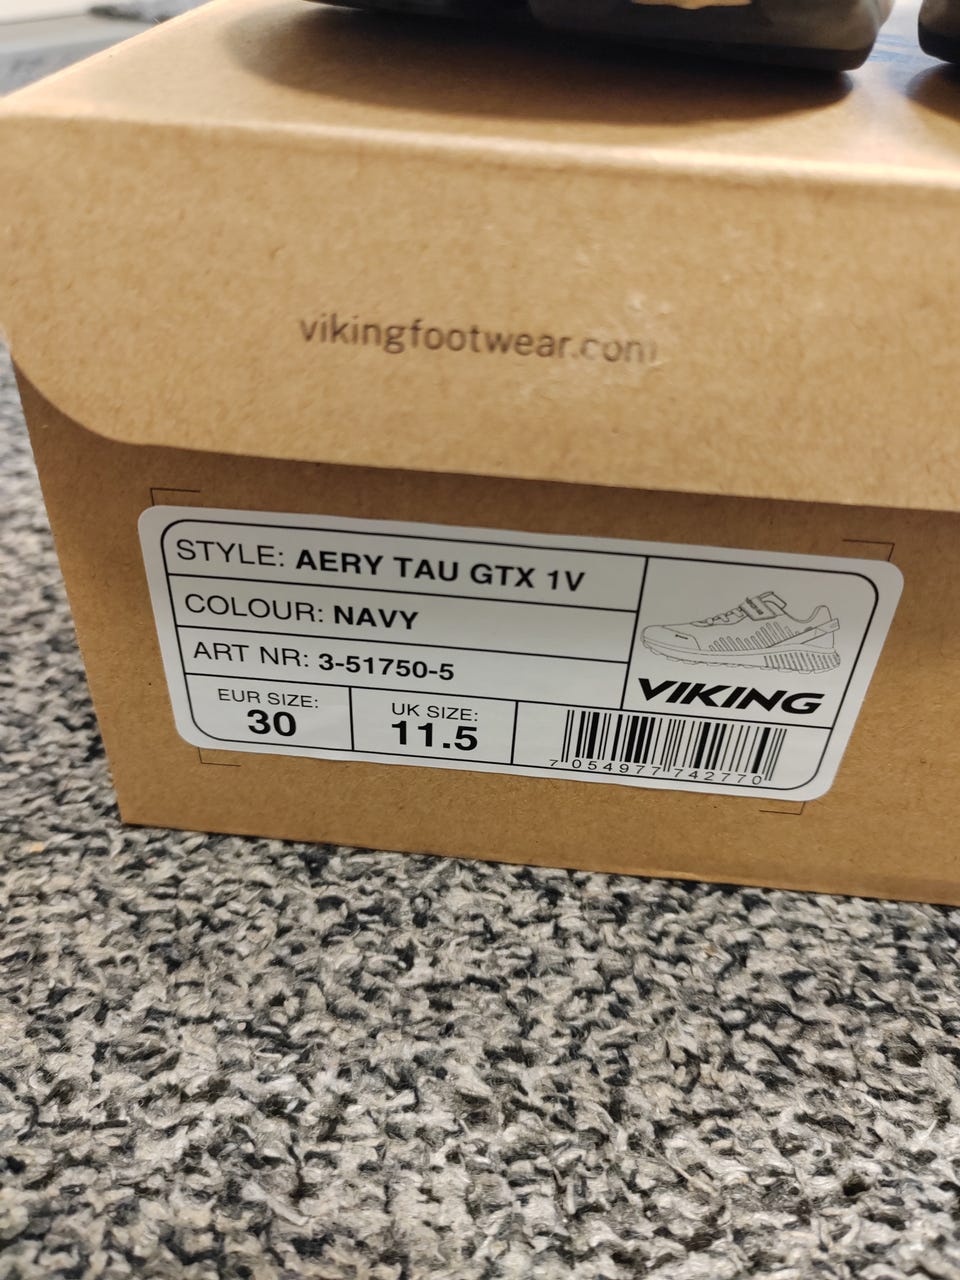 vikingfootwear.com
STYLE: AERY TAU GTX 1V
COLOUR: NAVY
ART NR: 3-51750-5
EUR SIZE:
30
UK SIZE:
11.5
VIKING
7 054977 742770